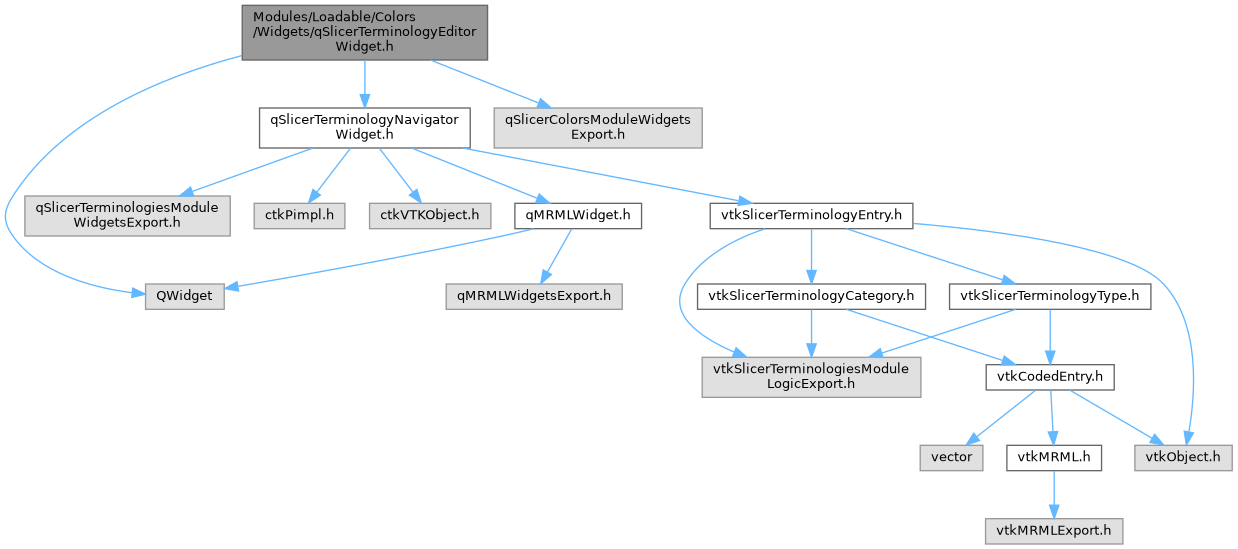 Modules/Loadable/Colors
/Widgets/qSlicerTerminologyEditor
Widget.h
qSlicerTerminologyNavigator
Widget.h
qSlicerColorsModuleWidgets
Export.h
qSlicerTerminologiesModule
WidgetsExport.h
ctkPimpl.h
ctkVTKObject.h
qMRMLWidget.h
vtkSlicerTerminologyEntry.h
QWidget
qMRMLWidgetsExport.h
vtkSlicerTerminologyCategory.h
vtkSlicerTerminologyType.h
vtkSlicerTerminologiesModule
LogicExport.h
vtkCodedEntry.h
vector
vtkMRML.h
vtkObject.h
vtkMRMLExport.h